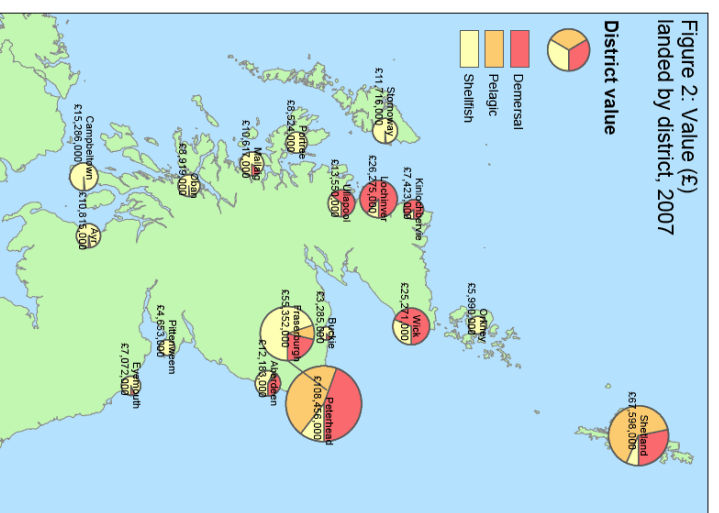 Figure 2: Value (£)
landed by district, 2007
District value
Demersal
Pelagic
Shellfish
Shetland
£67,598,000
Orkney
£5,990,000
Stornoway
£11,716,000
Kinlochbervie
£7,423,000
Lochinver
£26,275,000
Wick
£25,271,000
Ullapool
£13,550,000
Portree
£8,524,000
Buckie
£3,285,000
Fraserburgh
£55,352,000
Peterhead
£108,456,000
Mallaig
£10,617,000
Aberdeen
£12,183,000
Oban
£8,919,000
Pittenweem
£4,653,000
Eyemouth
£7,072,000
Campbeltown
£15,286,000
Ayr
£10,815,000